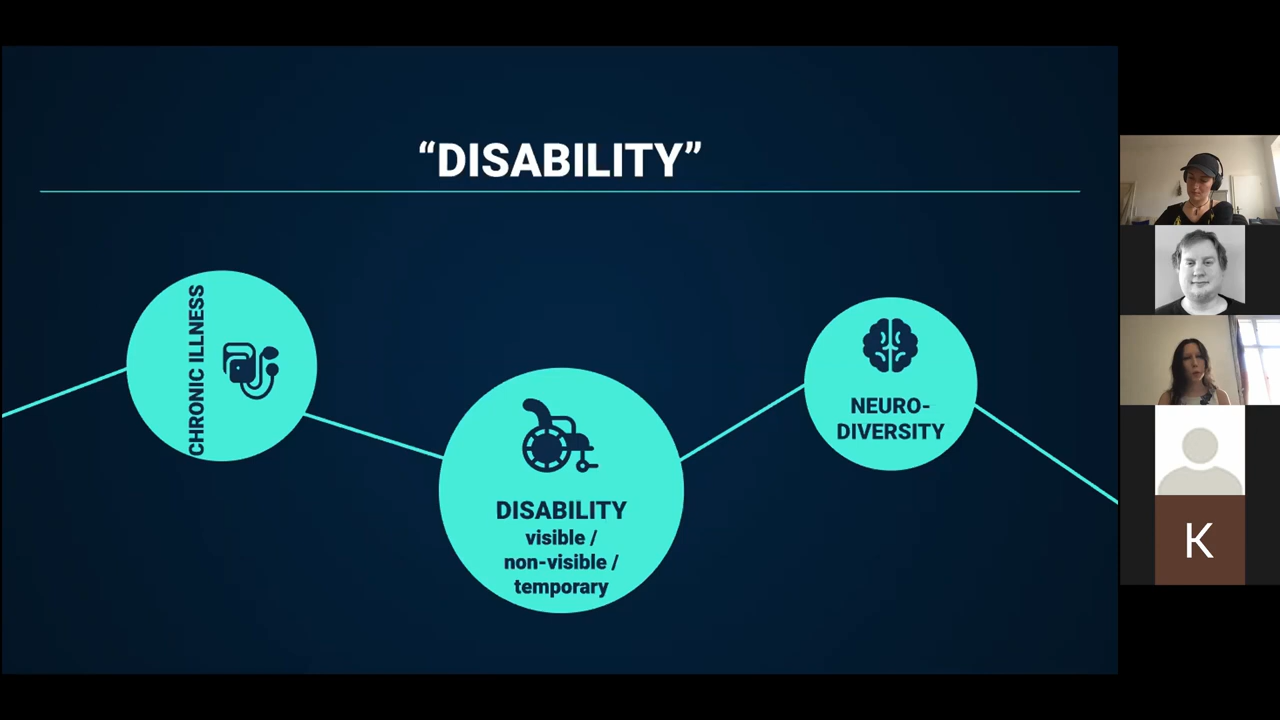 “DISABILITY”
CHRONIC ILLNESS
DISABILITY
visible /
non-visible /
temporary
NEURO-
DIVERSITY
K